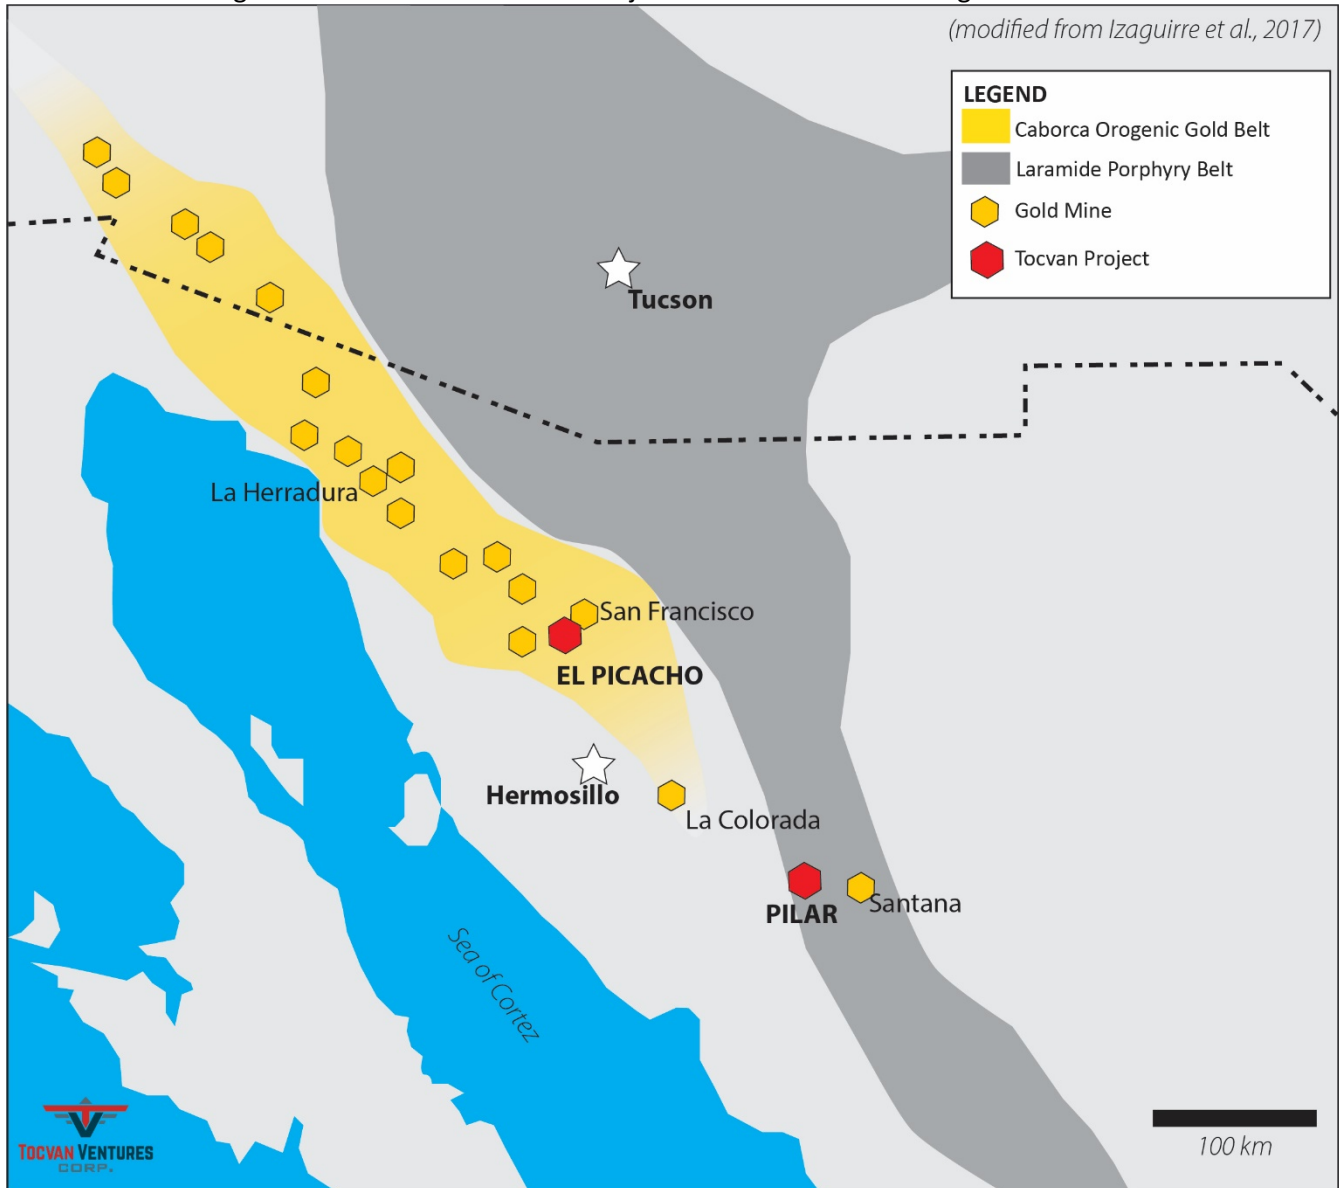 (modified from Izaguirre et al., 2017)
LEGEND
Caborca Orogenic Gold Belt
Laramide Porphyry Belt
Gold Mine
Tocvan Project
Tucson
La Herradura
San Francisco
EL PICACHO
Hermosillo
La Colorada
PILAR
Santana
Sea of Cortez
TOCVAN VENTURES
CORP.
100 km